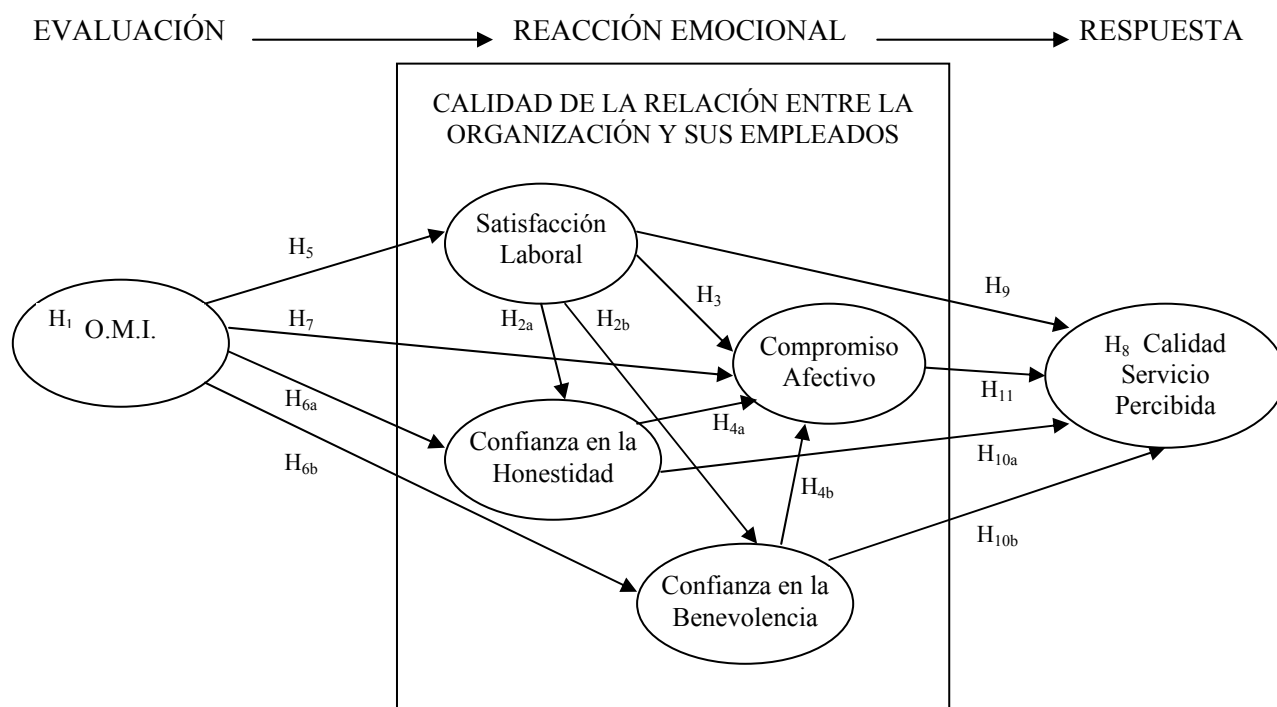 EVALUACIÓN
REACCIÓN EMOCIONAL
RESPUESTA
CALIDAD DE LA RELACIÓN ENTRE LA
ORGANIZACIÓN Y SUS EMPLEADOS
Satisfacción
Laboral
H5
H3
H9
H1 O.M.I.
H7
H2a
H2b
Compromiso
Afectivo
H8 Calidad
Servicio
Percibida
H6a
H4a
H11
Confianza en la
Honestidad
H6b
H10a
H4b
H10b
Confianza en la
Benevolencia